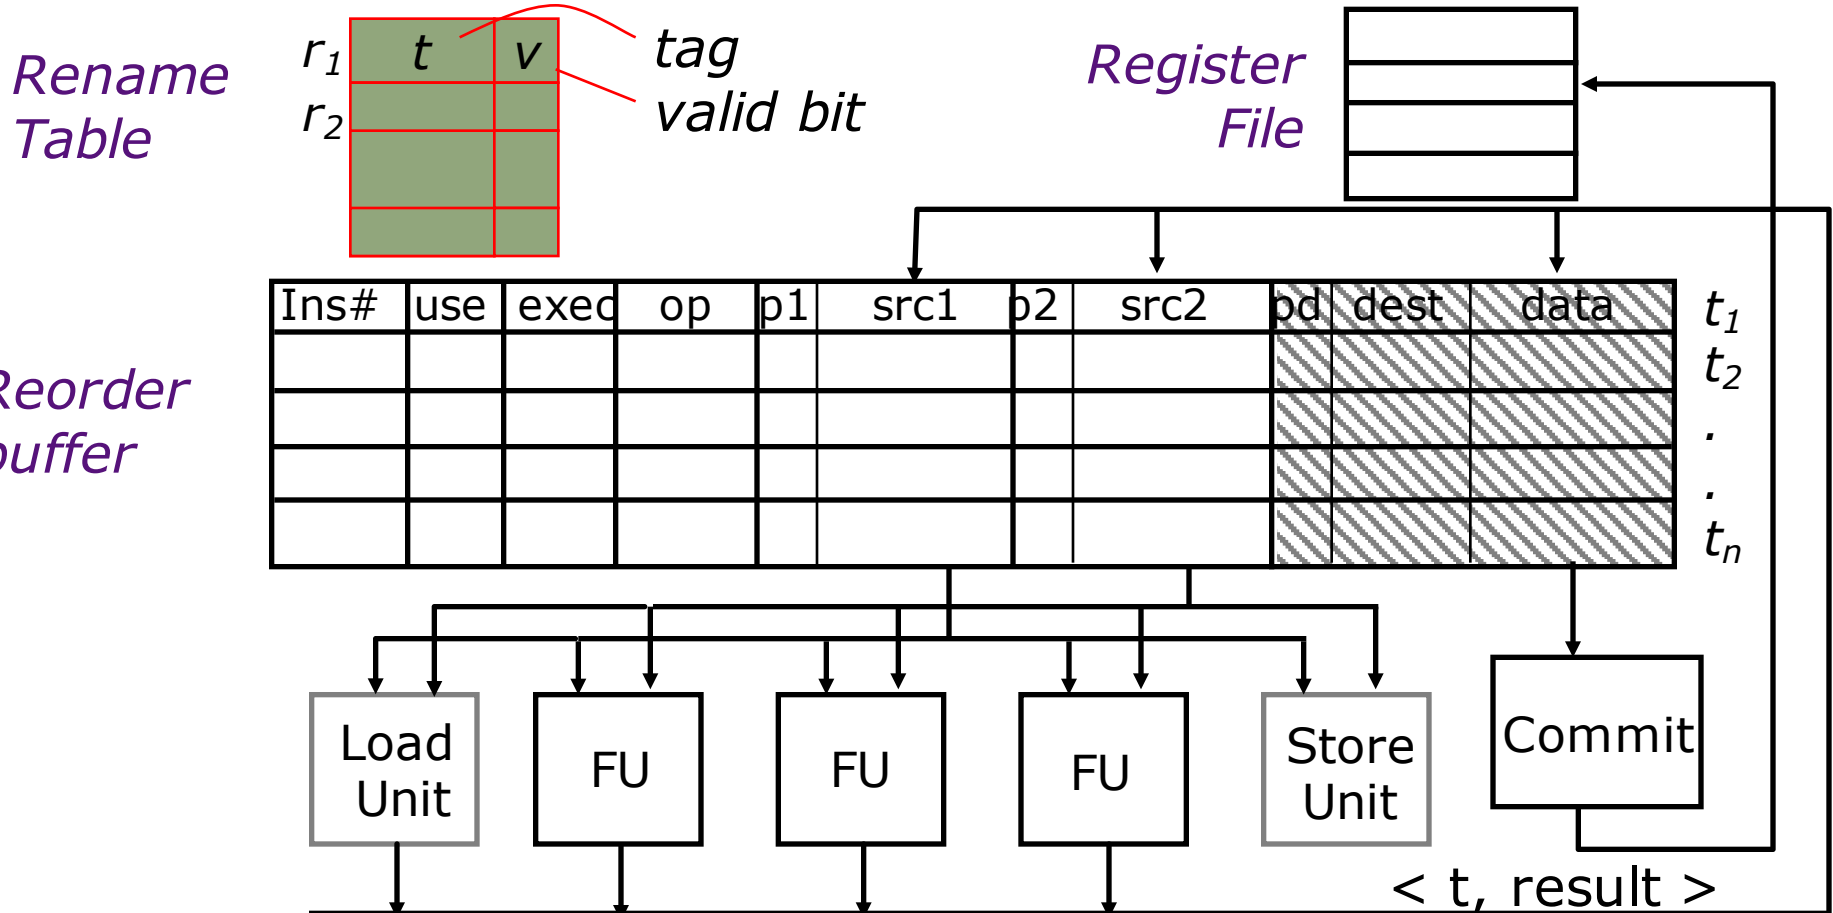 Rename
Table
r1 t v
r2
tag
valid bit
Register
File
Reorder
buffer
Ins# use exec op p1 src1 p2 src2 pd dest data
t1
t2
.
.
tn
Load
Unit
FU
FU
FU
Store
Unit
Commit
< t, result >